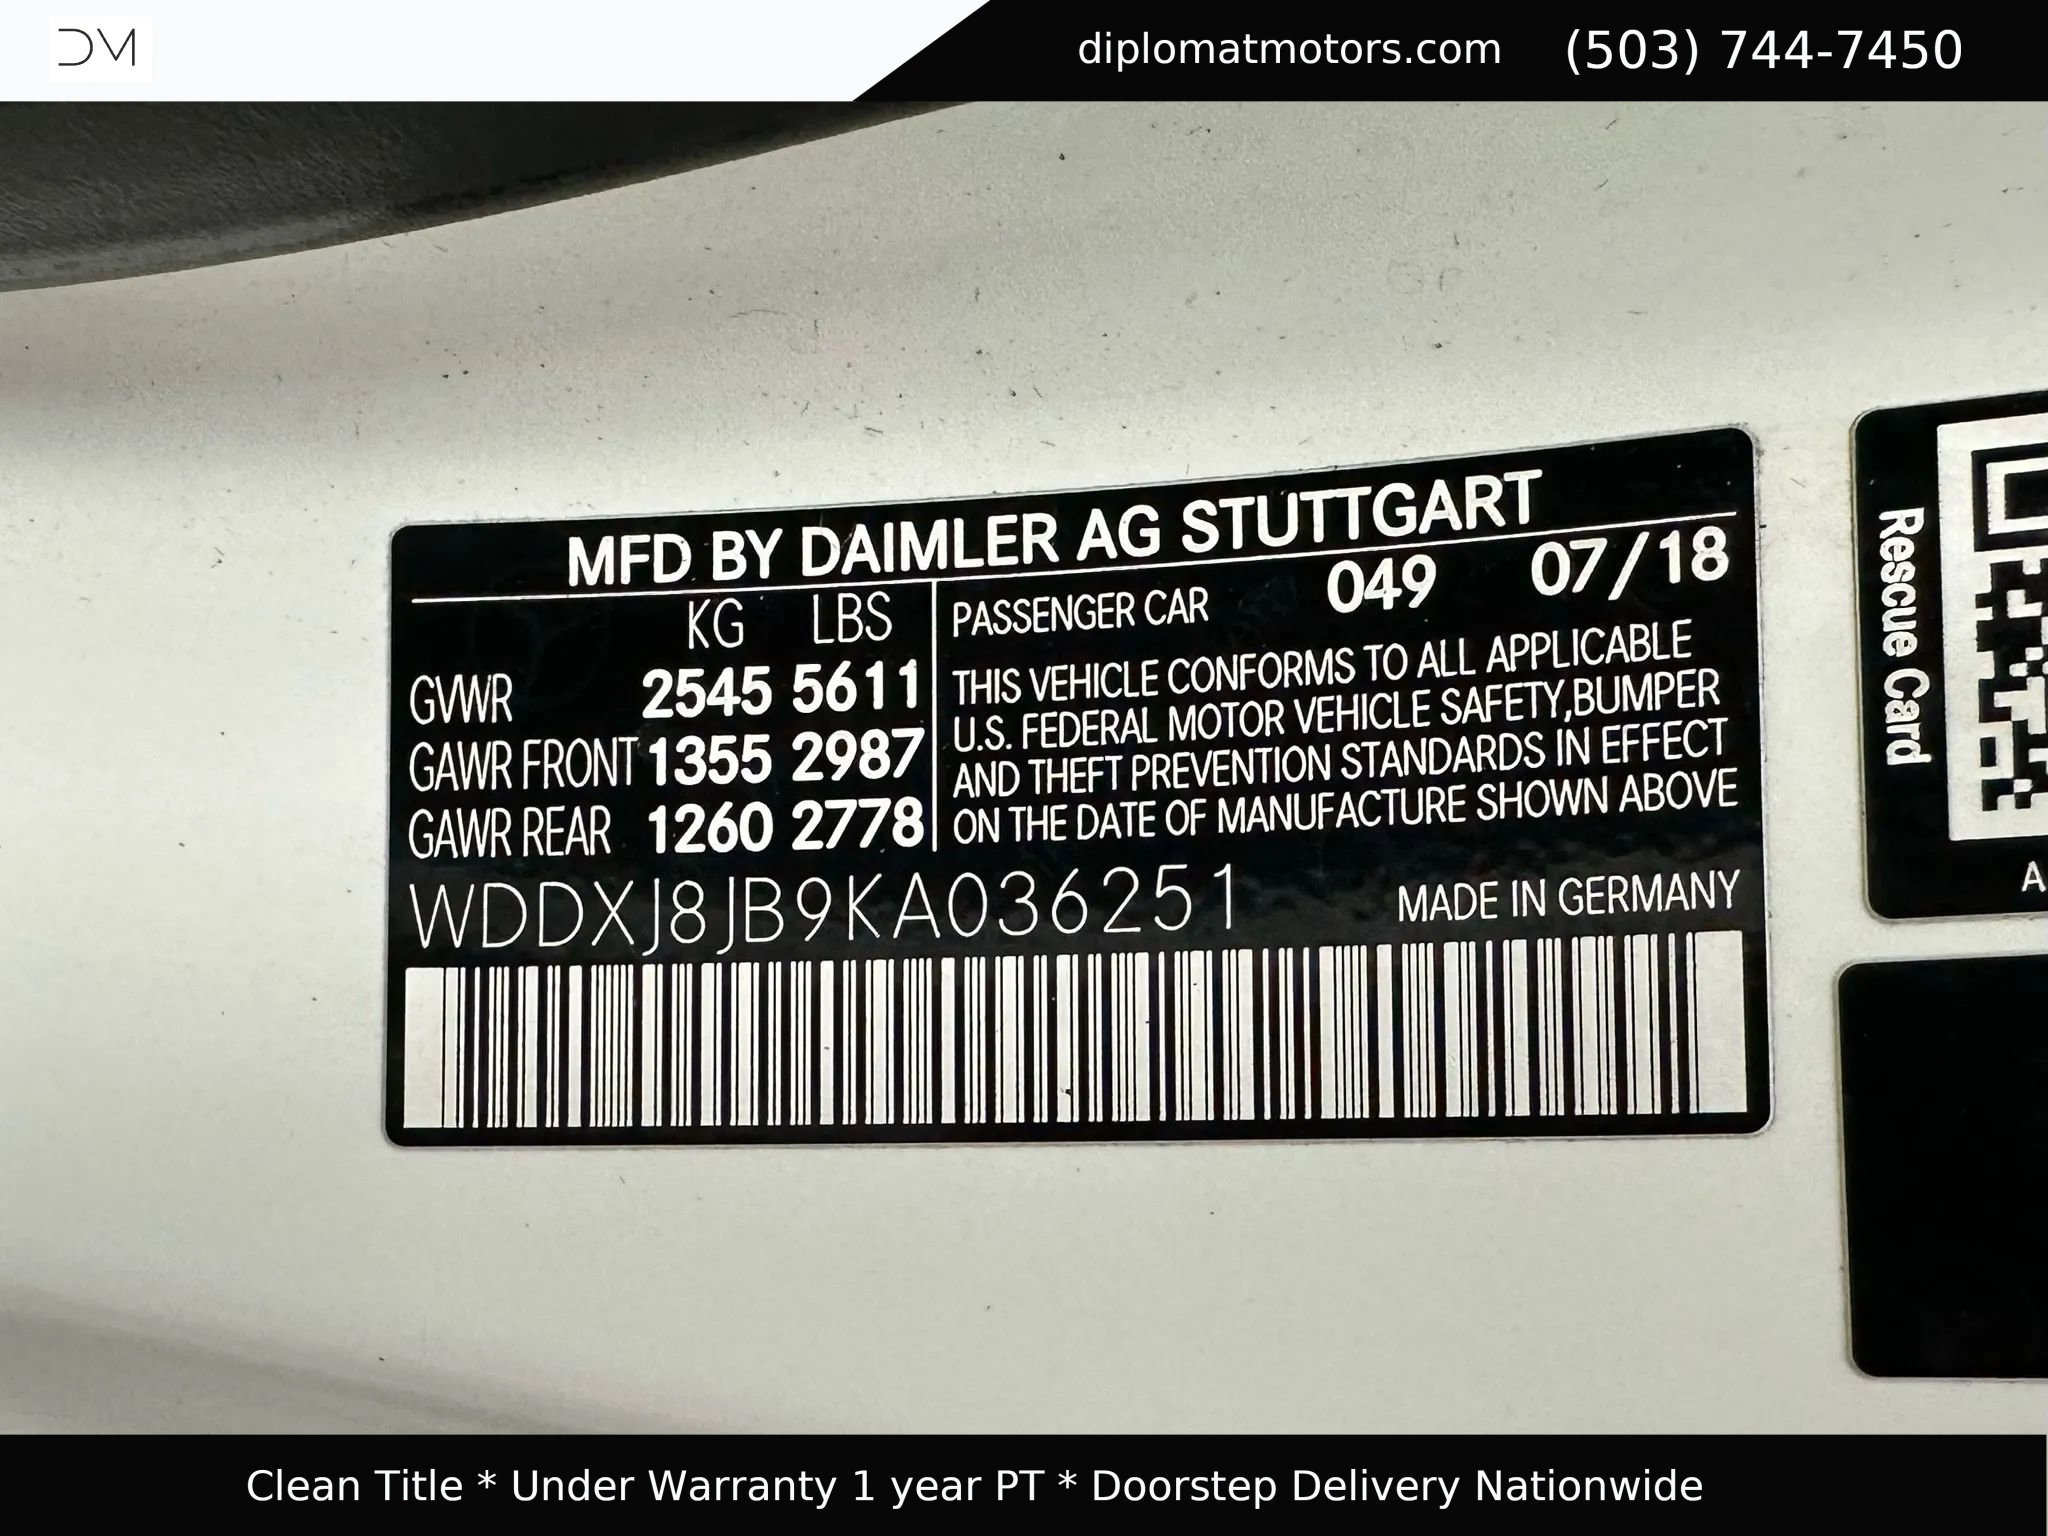 DM
diplomatmotors.com (503) 744-7450
MFD BY DAIMLER AG STUTTGART
KG LBS
GVWR 2545 5611
GAWR FRONT 1355 2987
GAWR REAR 1260 2778
PASSENGER CAR 049 07/18
THIS VEHICLE CONFORMS TO ALL APPLICABLE
U.S. FEDERAL MOTOR VEHICLE SAFETY,BUMPER
AND THEFT PREVENTION STANDARDS IN EFFECT
ON THE DATE OF MANUFACTURE SHOWN ABOVE
WDDXJ8JB9KA036251 MADE IN GERMANY
Rescue Card
A
Clean Title * Under Warranty 1 year PT * Doorstep Delivery Nationwide